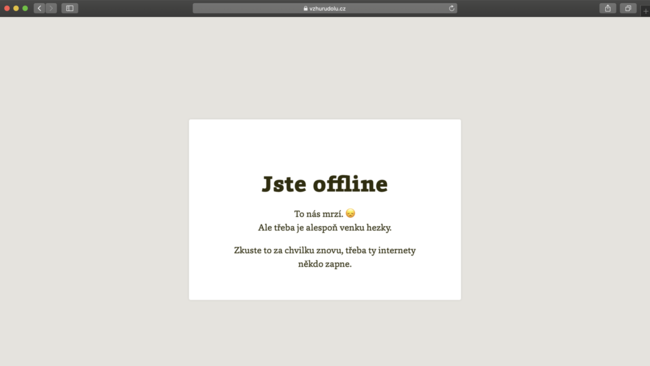 vzhurudolu.cz
Jste offline
To nás mrzí. 😞
Ale třeba je alespoň venku hezky.
Zkuste to za chvilku znovu, třeba ty internety
někdo zapne.